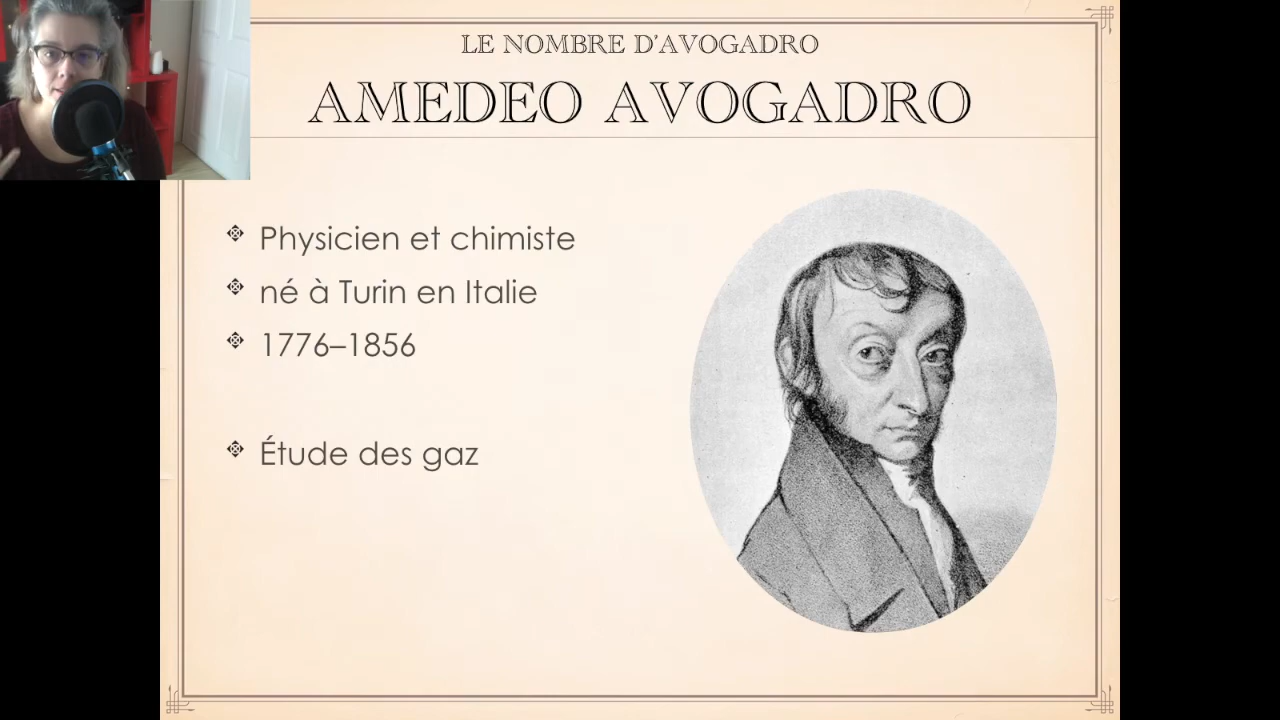 LE NOMBRE D'AVOGADRO
AMEDEO AVOGADRO
Physicien et chimiste
né à Turin en Italie
1776–1856
Étude des gaz